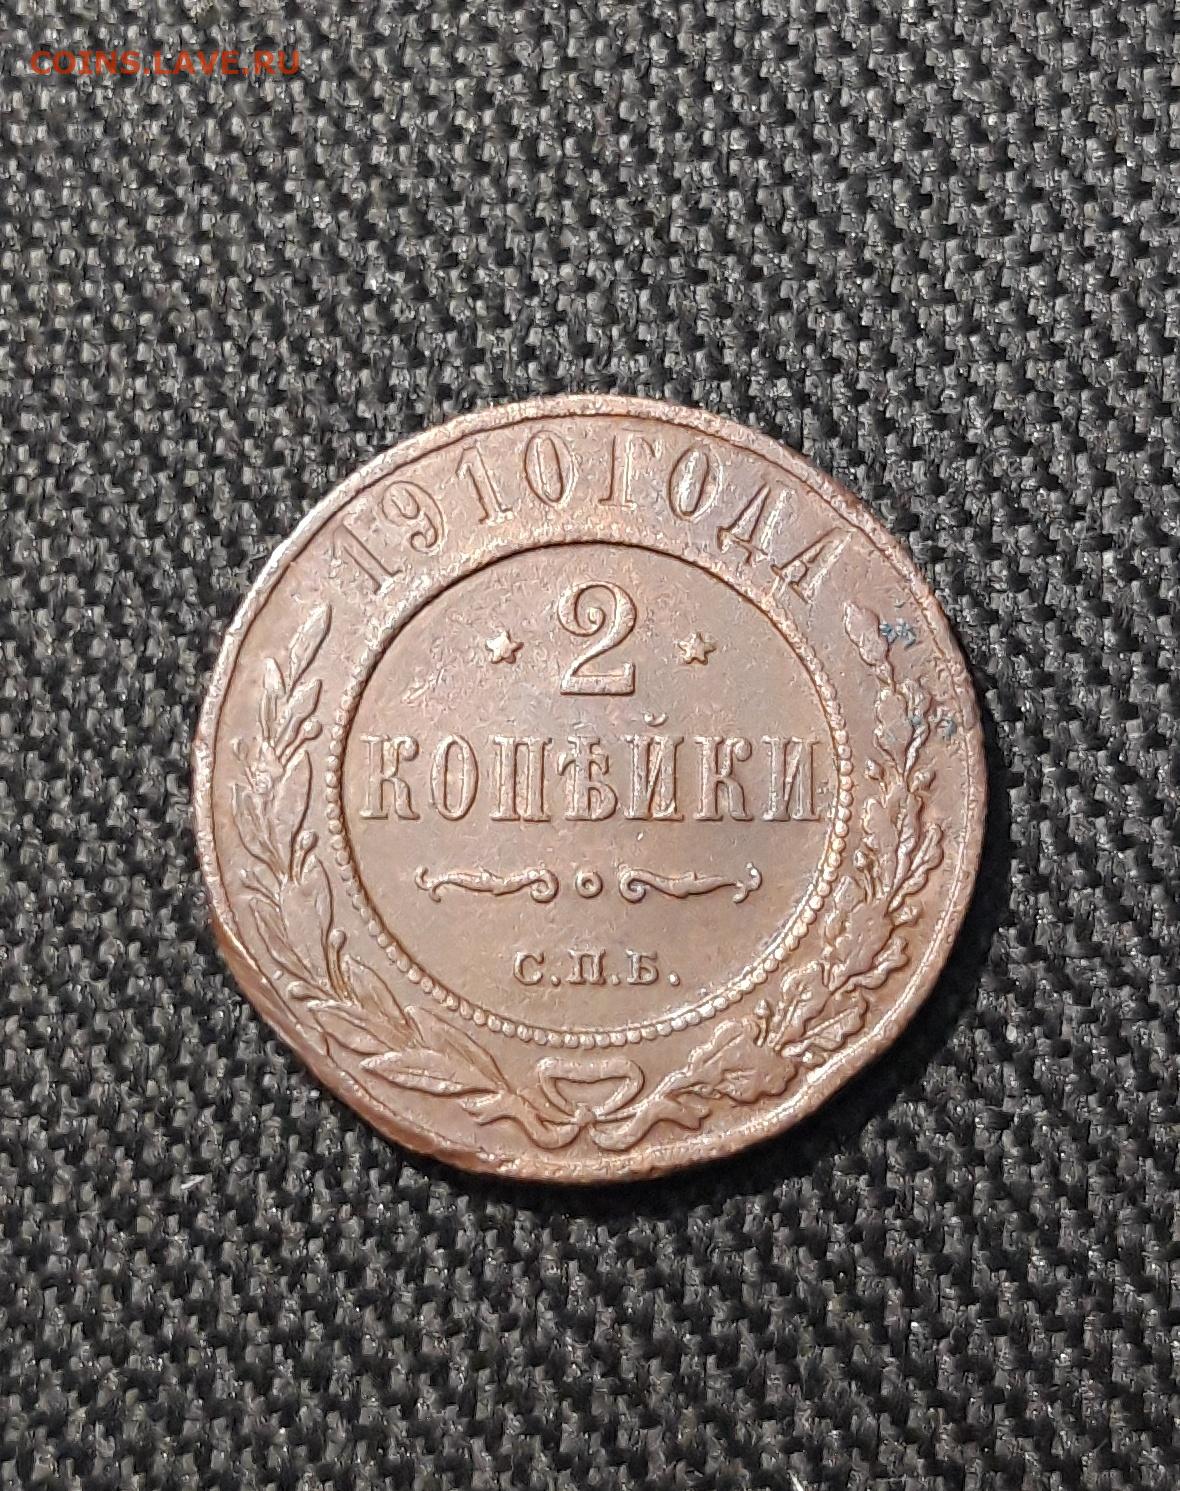 COINS.LAVE.RU
1910 ГОДА
2
КОПѢЙКИ
С.П.Б.